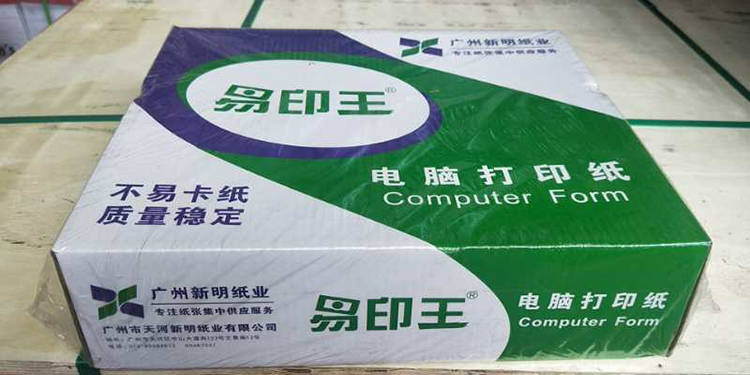 广州新明纸业
专注纸张集中供应服务
易印王®
电脑打印纸
Computer Form
不易卡纸
质量稳定
广州新明纸业
专注纸张集中供应服务
广州市天河新明纸业有限公司
易印王®
电脑打印纸
Computer Form